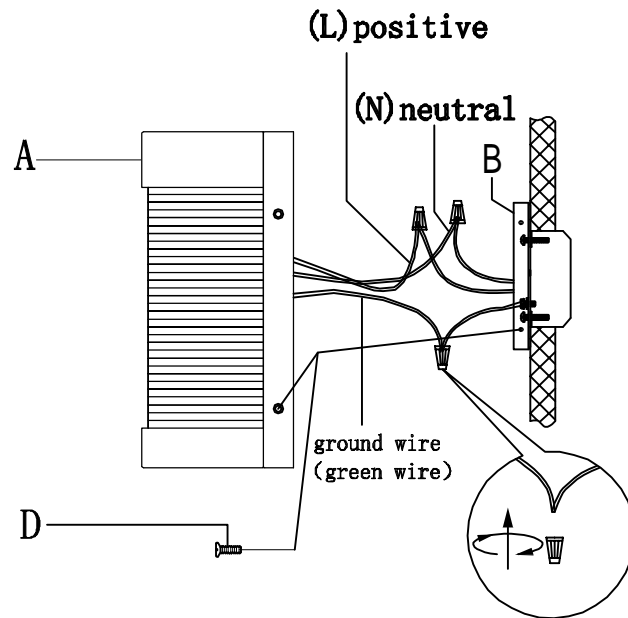 (L)positive
(N)neutral
A
B
ground wire
(green wire)
D